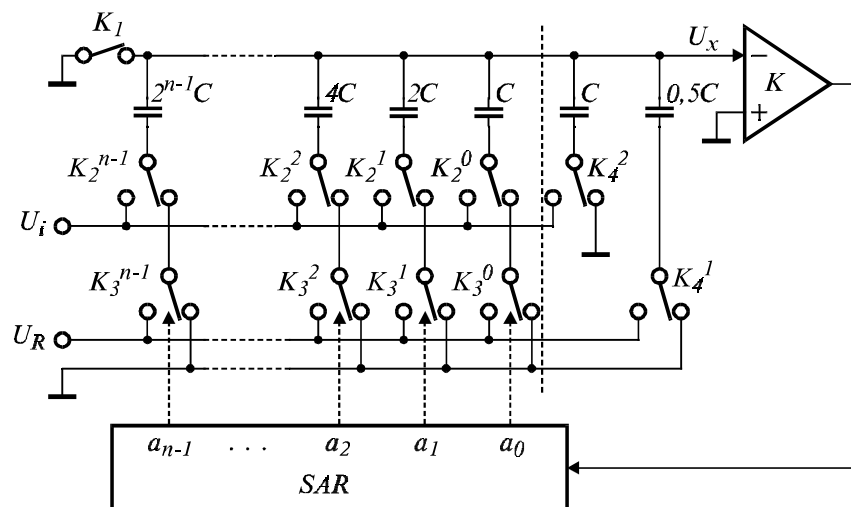 K₁
Uₓ
2ⁿ⁻¹C 4C 2C C C 0,5C
K
K₂ⁿ⁻¹ K₂² K₂¹ K₂⁰ K₄²
Uᵢ
K₃ⁿ⁻¹ K₃² K₃¹ K₃⁰ K₄¹
U_R
aₙ₋₁ . . . a₂ a₁ a₀
SAR